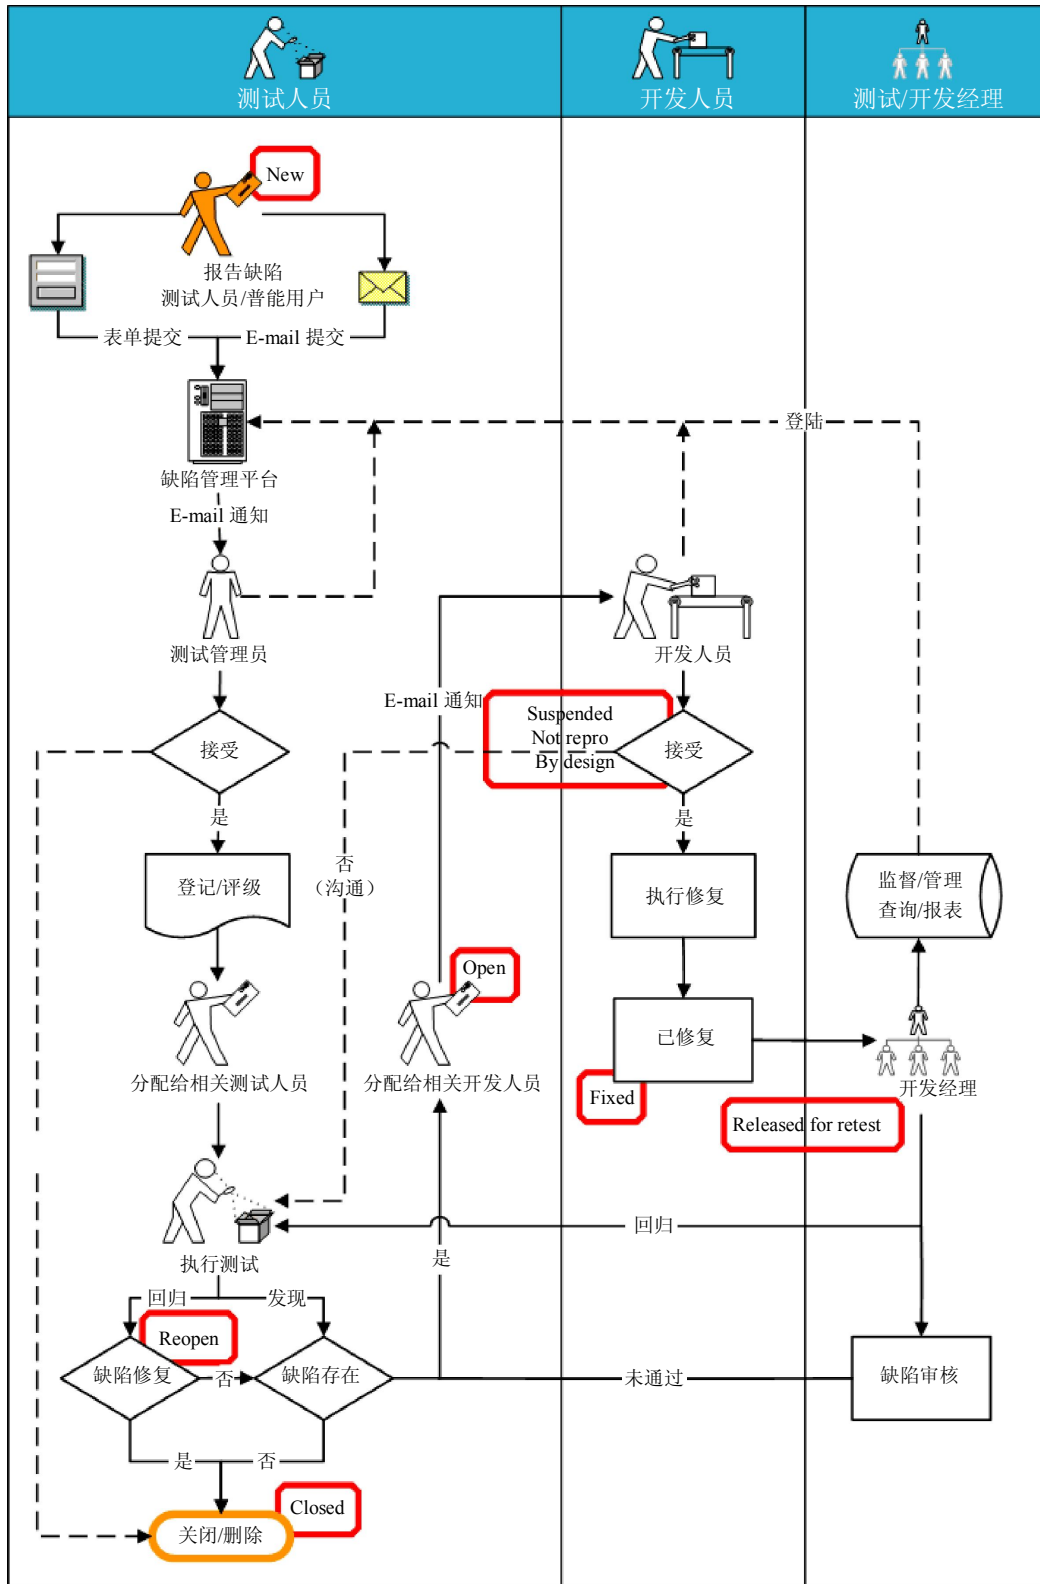 测试人员
开发人员
测试/开发经理
New
报告缺陷
测试人员/普能用户
表单提交
E-mail 提交
登陆
缺陷管理平台
E-mail 通知
测试管理员
开发人员
E-mail 通知
Suspended
Not repro
By design
接受
接受
是
是
否
（沟通）
登记/评级
执行修复
监督/管理
查询/报表
Open
已修复
分配给相关测试人员
分配给相关开发人员
开发经理
Fixed
Released for retest
回归
执行测试
是
回归
发现
Reopen
缺陷修复
否
缺陷存在
未通过
缺陷审核
是
否
Closed
关闭/删除